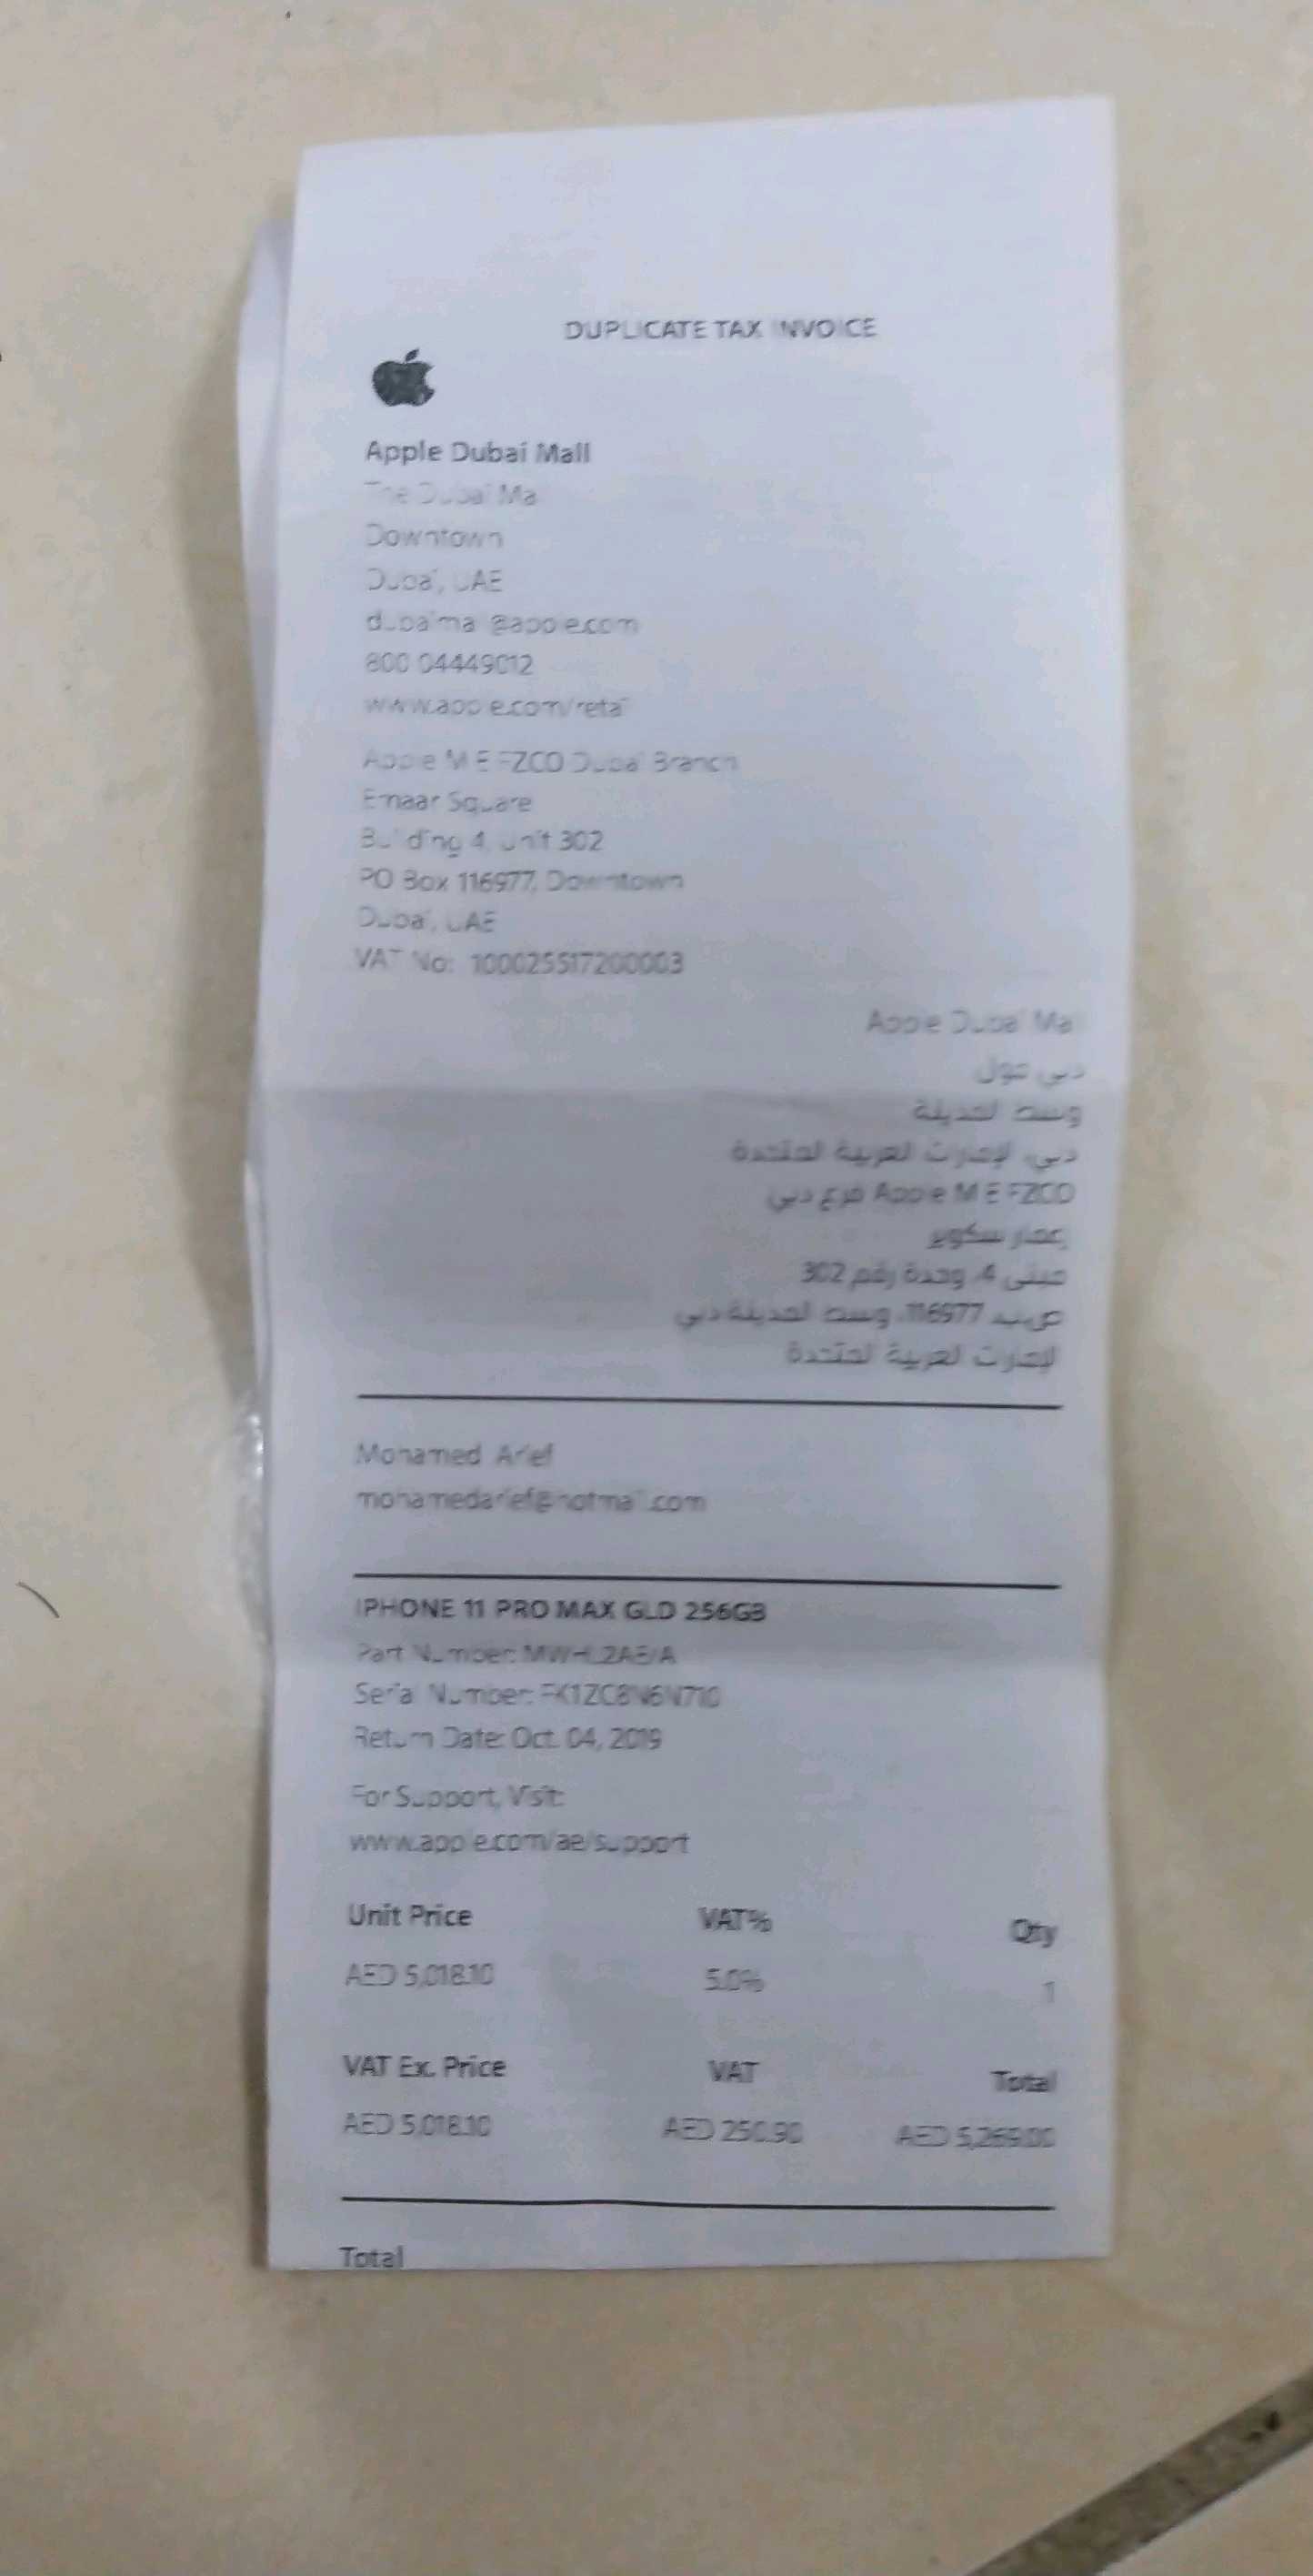 DUPLICATE TAX INVOICE
Apple Dubai Mall
The Dubai Mall
Downtown
Dubai, UAE
dubaimall@apple.com
800 04449012
www.apple.com/retail
Apple M E FZCO Dubai Branch
Emaar Square
Building 4, Unit 302
PO Box 116977, Downtown
Dubai, UAE
VAT No: 100025517200003
Apple Dubai Mall
دبي مول
وسط المدينة
دبي، الإمارات العربية المتحدة
Apple M E FZCO فرع دبي
إعمار سكوير
مبنى 4، وحدة رقم 302
ص.ب. 116977، وسط المدينة دبي
الإمارات العربية المتحدة
Mohamed Arief
mohamedarief@hotmail.com
IPHONE 11 PRO MAX GLD 256GB
Part Number: MWHL2AE/A
Serial Number: FK1ZC8N6N710
Return Date: Oct. 04, 2019
For Support, Visit:
www.apple.com/ae/support
Unit Price VAT% Qty
AED 5,018.10 5.0% 1
VAT Ex. Price VAT Total
AED 5,018.10 AED 250.90 AED 5,269.00
Total